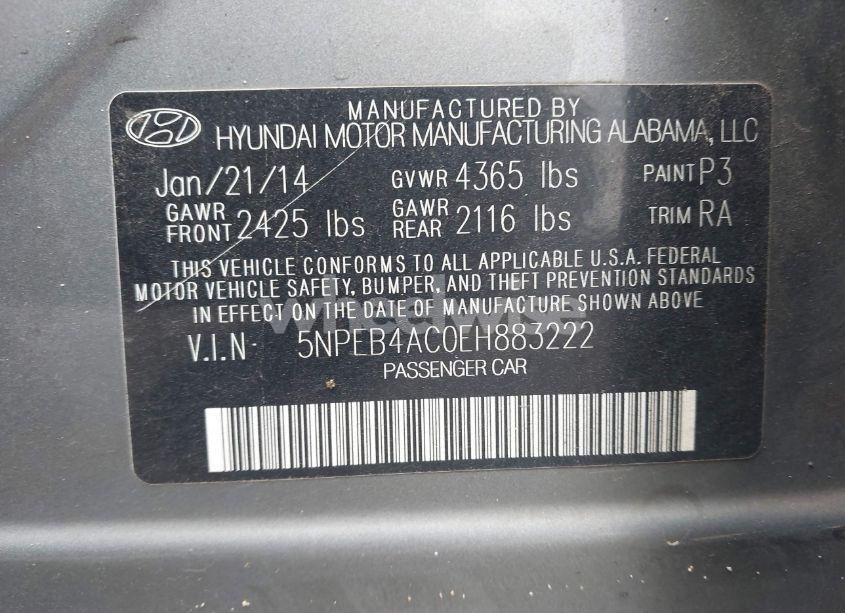 MANUFACTURED BY
HYUNDAI MOTOR MANUFACTURING ALABAMA, LLC
Jan/21/14 GVWR 4365 lbs PAINT P3
GAWR FRONT 2425 lbs GAWR REAR 2116 lbs TRIM RA
THIS VEHICLE CONFORMS TO ALL APPLICABLE U.S.A. FEDERAL
MOTOR VEHICLE SAFETY, BUMPER, AND THEFT PREVENTION STANDARDS
IN EFFECT ON THE DATE OF MANUFACTURE SHOWN ABOVE
wheelwise
V.I.N 5NPEB4AC0EH883222
PASSENGER CAR